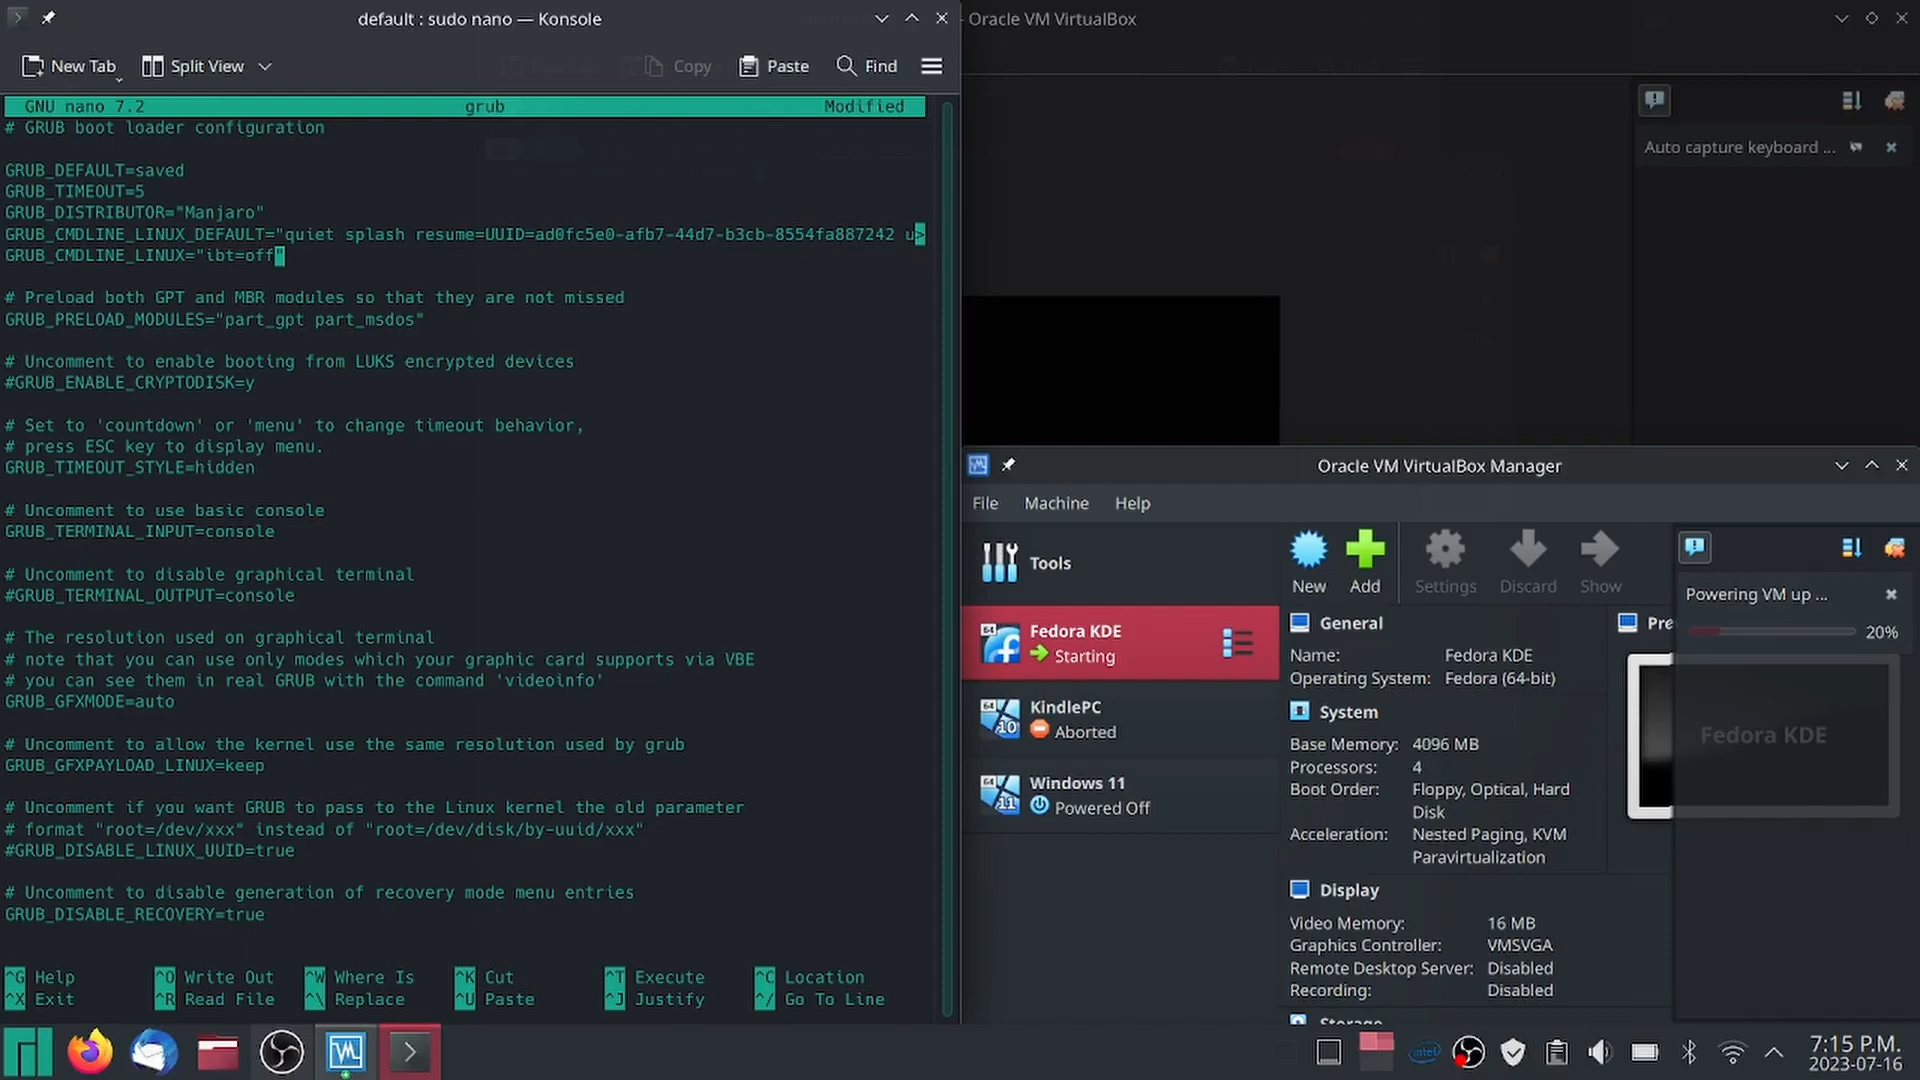 default : sudo nano — Konsole
New Tab
Split View
Copy
Paste
Find
GNU nano 7.2 grub Modified
# GRUB boot loader configuration
GRUB_DEFAULT=saved
GRUB_TIMEOUT=5
GRUB_DISTRIBUTOR="Manjaro"
GRUB_CMDLINE_LINUX_DEFAULT="quiet splash resume=UUID=ad0fc5e0-afb7-44d7-b3cb-8554fa887242 u>
GRUB_CMDLINE_LINUX="ibt=off"
# Preload both GPT and MBR modules so that they are not missed
GRUB_PRELOAD_MODULES="part_gpt part_msdos"
# Uncomment to enable booting from LUKS encrypted devices
#GRUB_ENABLE_CRYPTODISK=y
# Set to 'countdown' or 'menu' to change timeout behavior,
# press ESC key to display menu.
GRUB_TIMEOUT_STYLE=hidden
# Uncomment to use basic console
GRUB_TERMINAL_INPUT=console
# Uncomment to disable graphical terminal
#GRUB_TERMINAL_OUTPUT=console
# The resolution used on graphical terminal
# note that you can use only modes which your graphic card supports via VBE
# you can see them in real GRUB with the command 'videoinfo'
GRUB_GFXMODE=auto
# Uncomment to allow the kernel use the same resolution used by grub
GRUB_GFXPAYLOAD_LINUX=keep
# Uncomment if you want GRUB to pass to the Linux kernel the old parameter
# format "root=/dev/xxx" instead of "root=/dev/disk/by-uuid/xxx"
#GRUB_DISABLE_LINUX_UUID=true
# Uncomment to disable generation of recovery mode menu entries
GRUB_DISABLE_RECOVERY=true
^G Help ^O Write Out ^W Where Is ^K Cut ^T Execute ^C Location
^X Exit ^R Read File ^\ Replace ^U Paste ^J Justify ^/ Go To Line
- Oracle VM VirtualBox
Auto capture keyboard ...
Oracle VM VirtualBox Manager
File
Machine
Help
Tools
New
Add
Settings
Discard
Show
64
Fedora KDE
Starting
64
10
KindlePC
Aborted
64
11
Windows 11
Powered Off
General
Name: Fedora KDE
Operating System: Fedora (64-bit)
System
Base Memory: 4096 MB
Processors: 4
Boot Order: Floppy, Optical, Hard
Disk
Acceleration: Nested Paging, KVM
Paravirtualization
Display
Video Memory: 16 MB
Graphics Controller: VMSVGA
Remote Desktop Server: Disabled
Recording: Disabled
Storage
Pre
Powering VM up ...
20%
Fedora KDE
intel
7:15 P.M.
2023-07-16